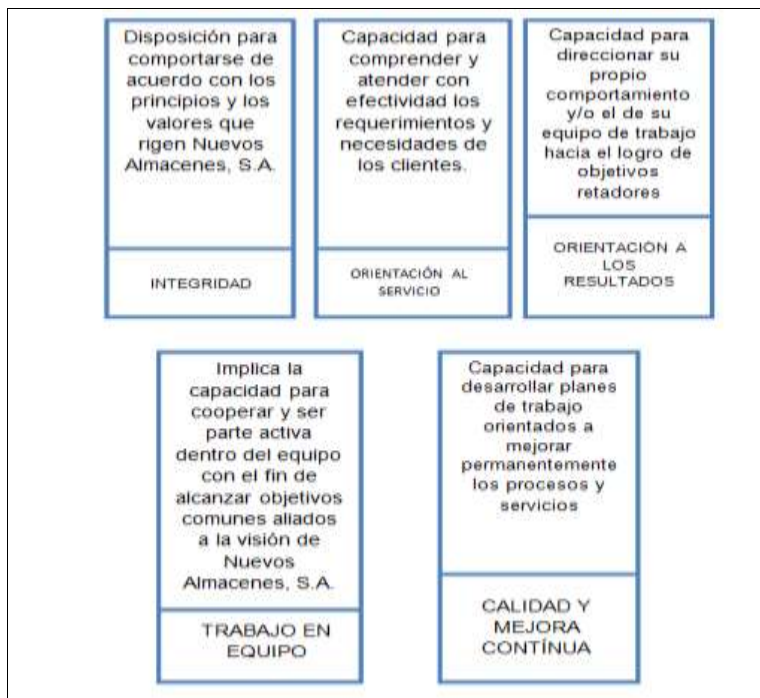 Disposición para
comportarse de
acuerdo con los
principios y los
valores que
rigen Nuevos
Almacenes, S.A.
INTEGRIDAD
Capacidad para
comprender y
atender con
efectividad los
requerimientos y
necesidades de
los clientes.
ORIENTACIÓN AL
SERVICIO
Capacidad para
direccionar su
propio
comportamiento
y/o el de su
equipo de trabajo
hacia el logro de
objetivos
retadores
ORIENTACIÓN A
LOS
RESULTADOS
Implica la
capacidad para
cooperar y ser
parte activa
dentro del equipo
con el fin de
alcanzar objetivos
comunes aliados
a la visión de
Nuevos
Almacenes, S.A.
TRABAJO EN
EQUIPO
Capacidad para
desarrollar planes
de trabajo
orientados a
mejorar
permanentemente
los procesos y
servicios
CALIDAD Y
MEJORA
CONTÍNUA